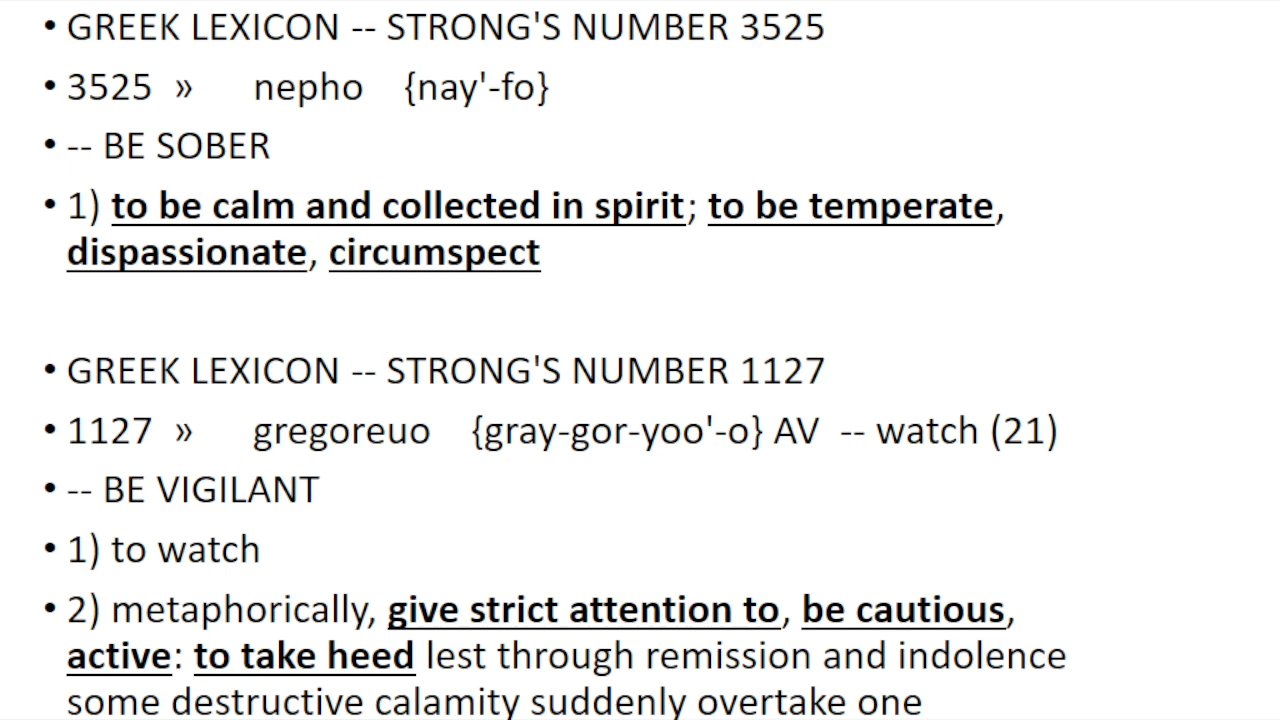 • GREEK LEXICON -- STRONG'S NUMBER 3525
• 3525 » nepho {nay'-fo}
• -- BE SOBER
• 1) to be calm and collected in spirit; to be temperate,
dispassionate, circumspect
• GREEK LEXICON -- STRONG'S NUMBER 1127
• 1127 » gregoreuo {gray-gor-yoo'-o} AV -- watch (21)
• -- BE VIGILANT
• 1) to watch
• 2) metaphorically, give strict attention to, be cautious,
active: to take heed lest through remission and indolence
some destructive calamity suddenly overtake one